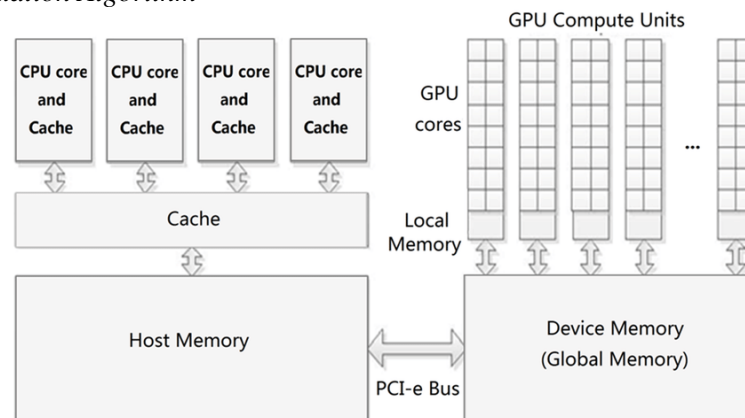 Algorithm
GPU Compute Units
CPU core
and
Cache
CPU core
and
Cache
CPU core
and
Cache
CPU core
and
Cache
GPU
cores
...
Cache
Local
Memory
Host Memory
PCI-e Bus
Device Memory
(Global Memory)